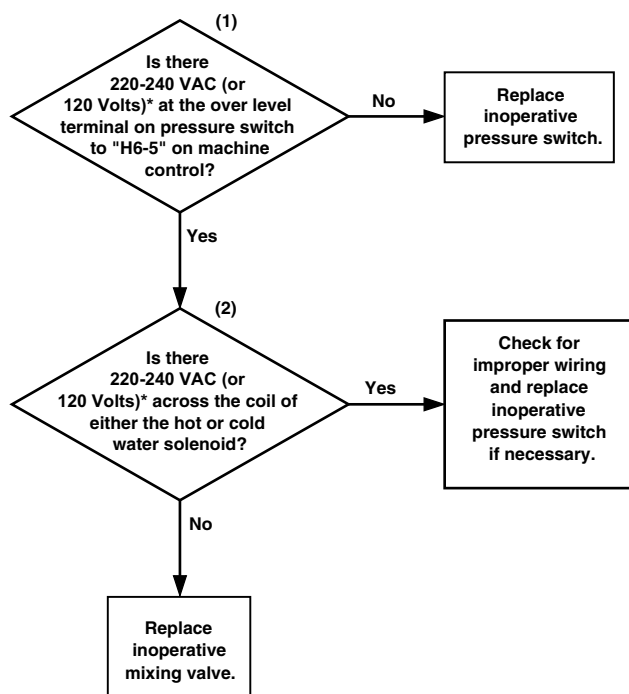 (1)
Is there
220-240 VAC (or
120 Volts)* at the over level
terminal on pressure switch
to "H6-5" on machine
control?
No
Replace
inoperative
pressure switch.
Yes
(2)
Is there
220-240 VAC (or
120 Volts)* across the coil of
either the hot or cold
water solenoid?
Yes
Check for
improper wiring
and replace
inoperative
pressure switch
if necessary.
No
Replace
inoperative
mixing valve.